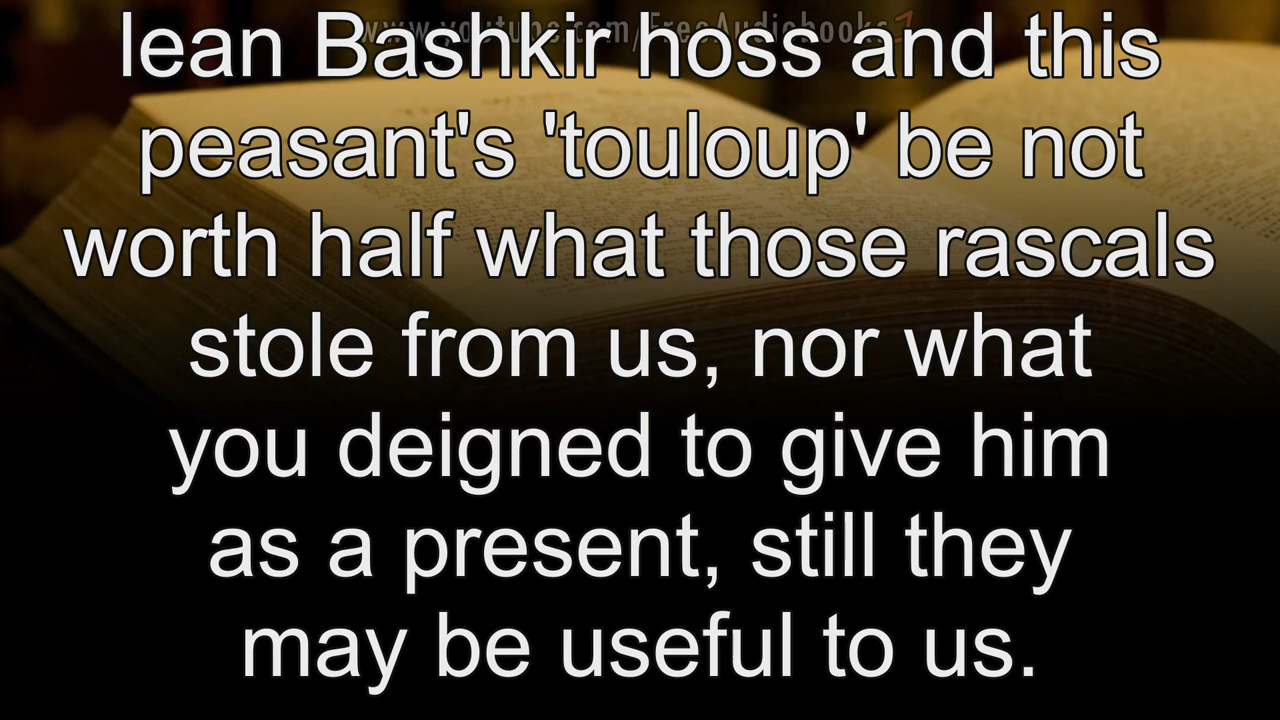 www.youtube.com/FreeAudiobooks1
lean Bashkir hoss and this
peasant's 'touloup' be not
worth half what those rascals
stole from us, nor what
you deigned to give him
as a present, still they
may be useful to us.